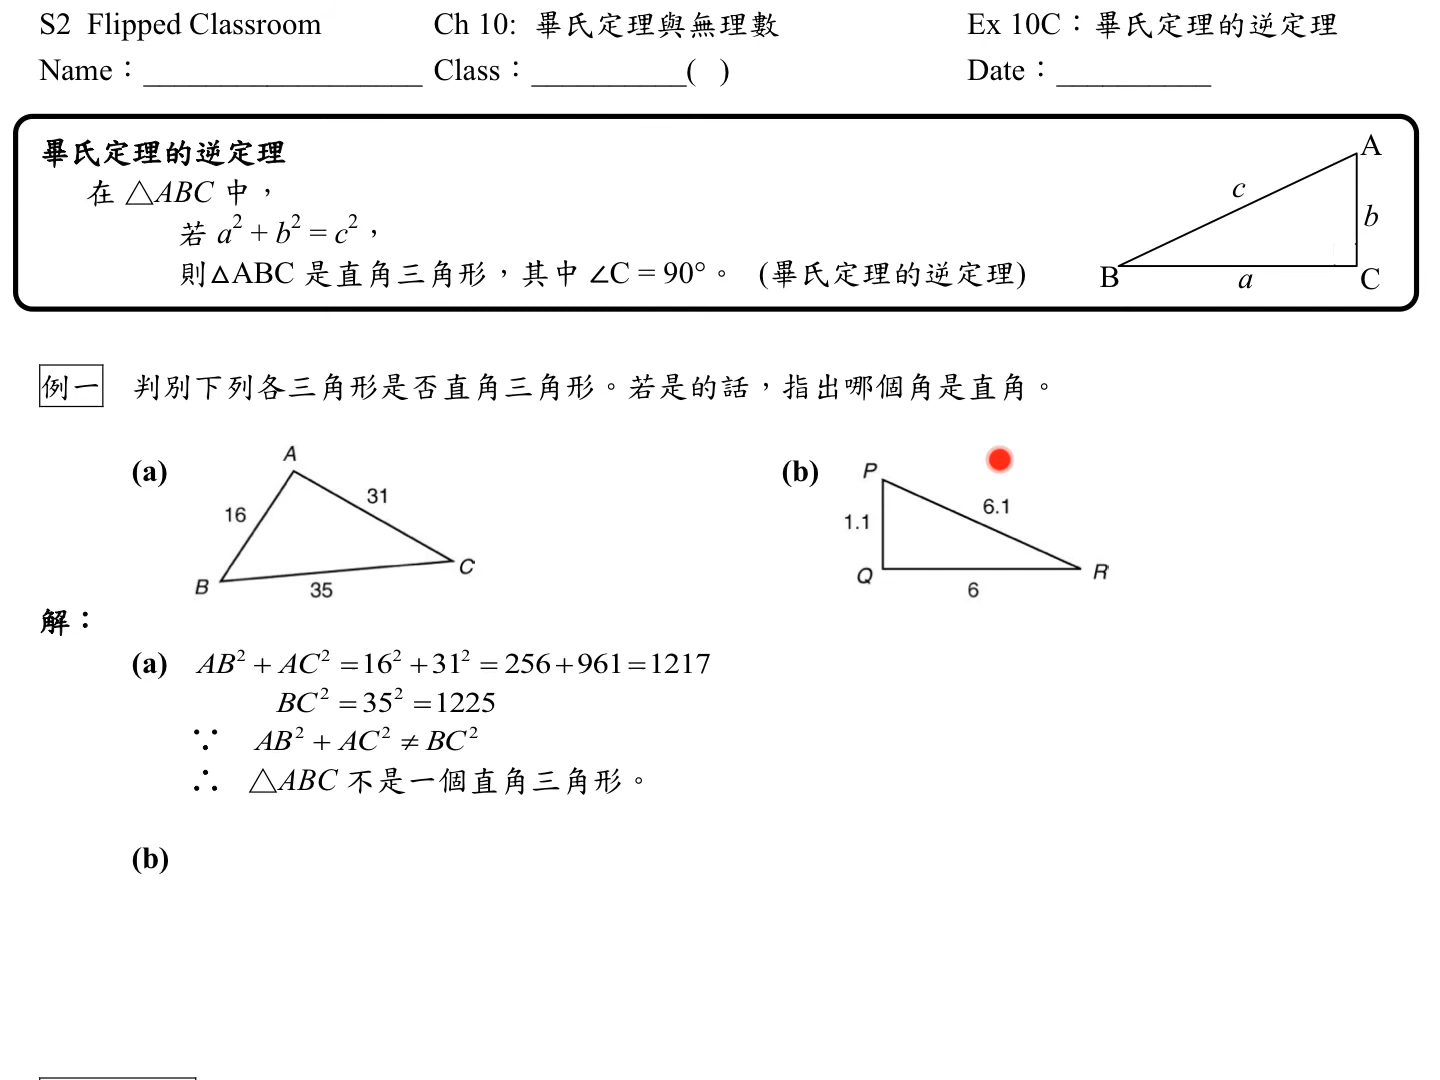 S2 Flipped Classroom Ch 10: 畢氏定理與無理數 Ex 10C：畢氏定理的逆定理
Name：__________________ Class：__________( ) Date：__________
畢氏定理的逆定理
在 △ABC 中，
若 a² + b² = c²，
則△ABC 是直角三角形，其中 ∠C = 90°。 (畢氏定理的逆定理)
A
c
b
B
a
C
例一 判別下列各三角形是否直角三角形。若是的話，指出哪個角是直角。
(a)
A
16
31
B
35
C
(b)
P
1.1
6.1
Q
6
R
解：
(a) AB² + AC² = 16² + 31² = 256 + 961 = 1217
BC² = 35² = 1225
∵ AB² + AC² ≠ BC²
∴ △ABC 不是一個直角三角形。
(b)